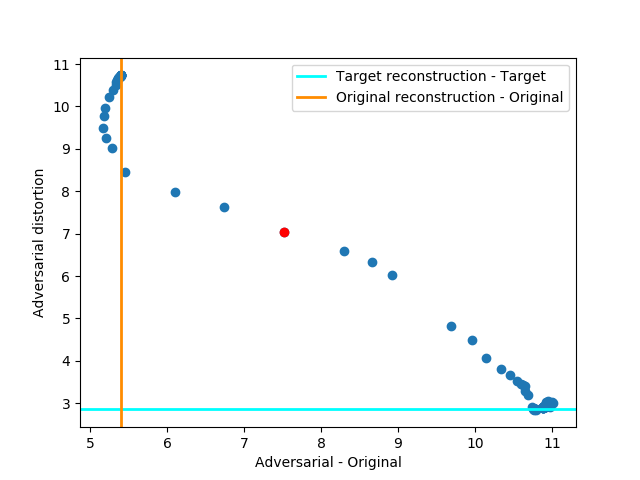 Target reconstruction - Target
Original reconstruction - Original
11
10
9
8
7
6
5
4
3
Adversarial distortion
5 6 7 8 9 10 11
Adversarial - Original